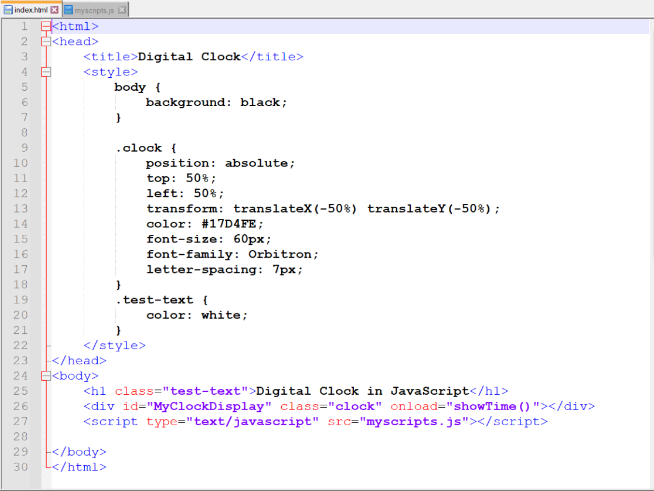 index.html myscripts.js
1 <html>
2 <head>
3 <title>Digital Clock</title>
4 <style>
5 body {
6 background: black;
7 }
8
9 .clock {
10 position: absolute;
11 top: 50%;
12 left: 50%;
13 transform: translateX(-50%) translateY(-50%);
14 color: #17D4FE;
15 font-size: 60px;
16 font-family: Orbitron;
17 letter-spacing: 7px;
18 }
19 .test-text {
20 color: white;
21 }
22 </style>
23 </head>
24 <body>
25 <h1 class="test-text">Digital Clock in JavaScript</h1>
26 <div id="MyClockDisplay" class="clock" onload="showTime()"></div>
27 <script type="text/javascript" src="myscripts.js"></script>
28
29 </body>
30 </html>